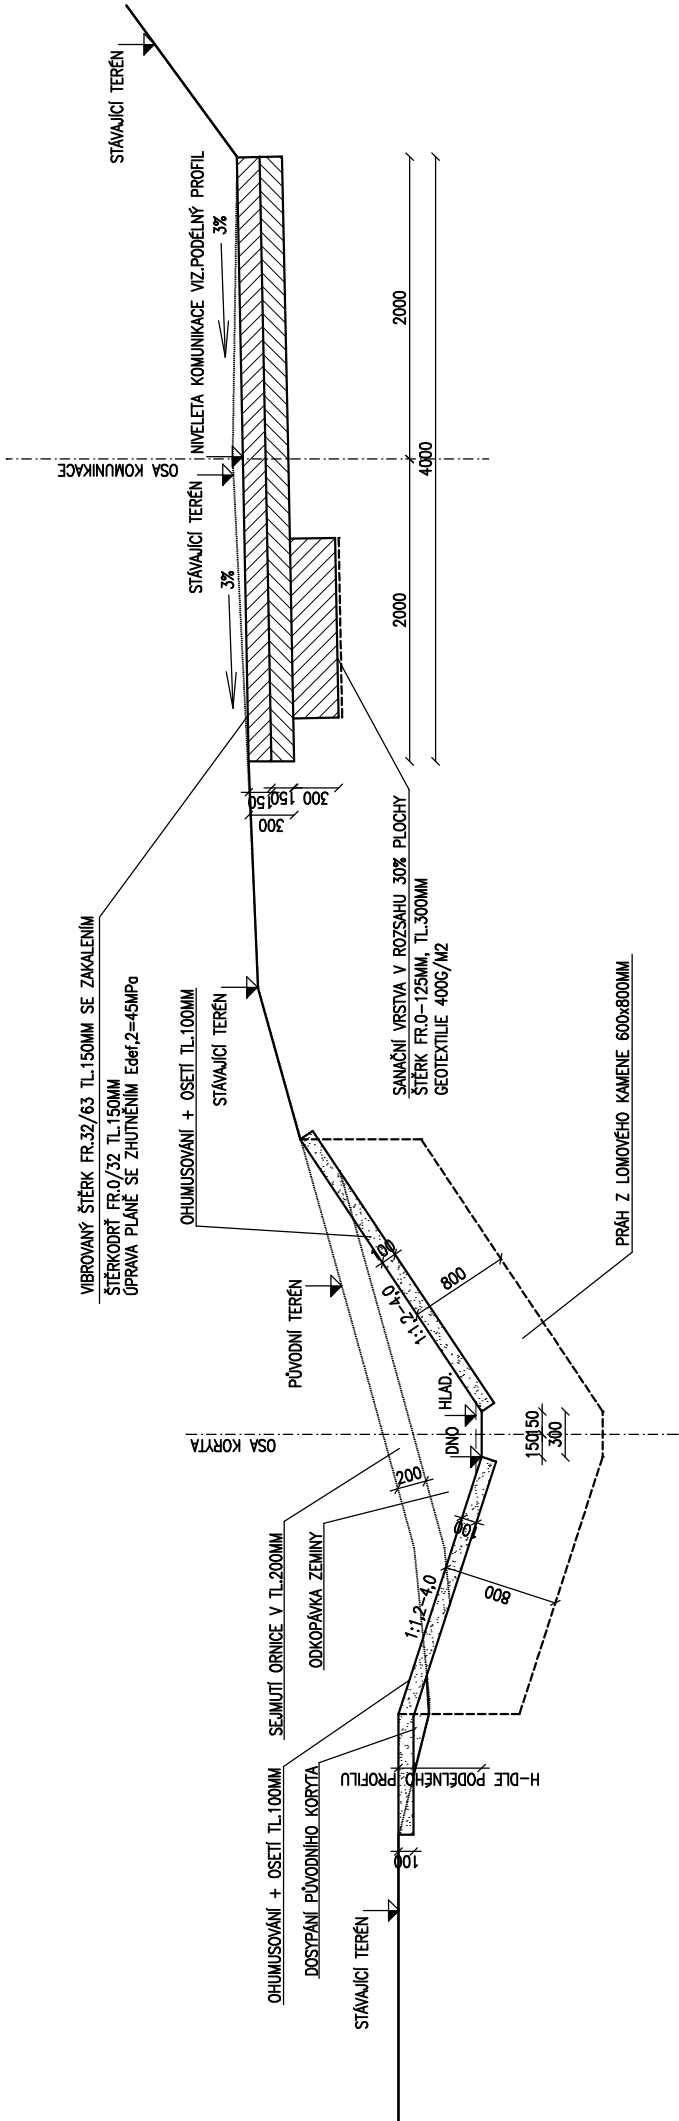 OHUMUSOVÁNÍ + OSETÍ TL.100MM
DOSYPÁNÍ PŮVODNÍHO KORYTA
STÁVAJÍCÍ TERÉN
100
H-DLE PODÉLNÉHO PROFILU
SEJMUTÍ ORNICE V TL.200MM
ODKOPÁVKA ZEMINY
1:1,2-4,0
100
800
200
OSA KORYTA
DNO
HLAD.
150
150
300
PŮVODNÍ TERÉN
1:1,2-4,0
100
800
PRÁH Z LOMOVÉHO KAMENE 600x800MM
OHUMUSOVÁNÍ + OSETÍ TL.100MM
STÁVAJÍCÍ TERÉN
VIBROVANÝ ŠTĚRK FR.32/63 TL.150MM SE ZAKALENÍM
ŠTĚRKODRŤ FR.0/32 TL.150MM
ÚPRAVA PLÁNĚ SE ZHUTNĚNÍM Edef,2=45MPa
SANAČNÍ VRSTVA V ROZSAHU 30% PLOCHY
ŠTĚRK FR.0-125MM, TL.300MM
GEOTEXTILIE 400G/M2
150
150
300
300
3%
STÁVAJÍCÍ TERÉN
OSA KOMUNIKACE
NIVELETA KOMUNIKACE VIZ.PODÉLNÝ PROFIL
3%
STÁVAJÍCÍ TERÉN
2000
2000
4000